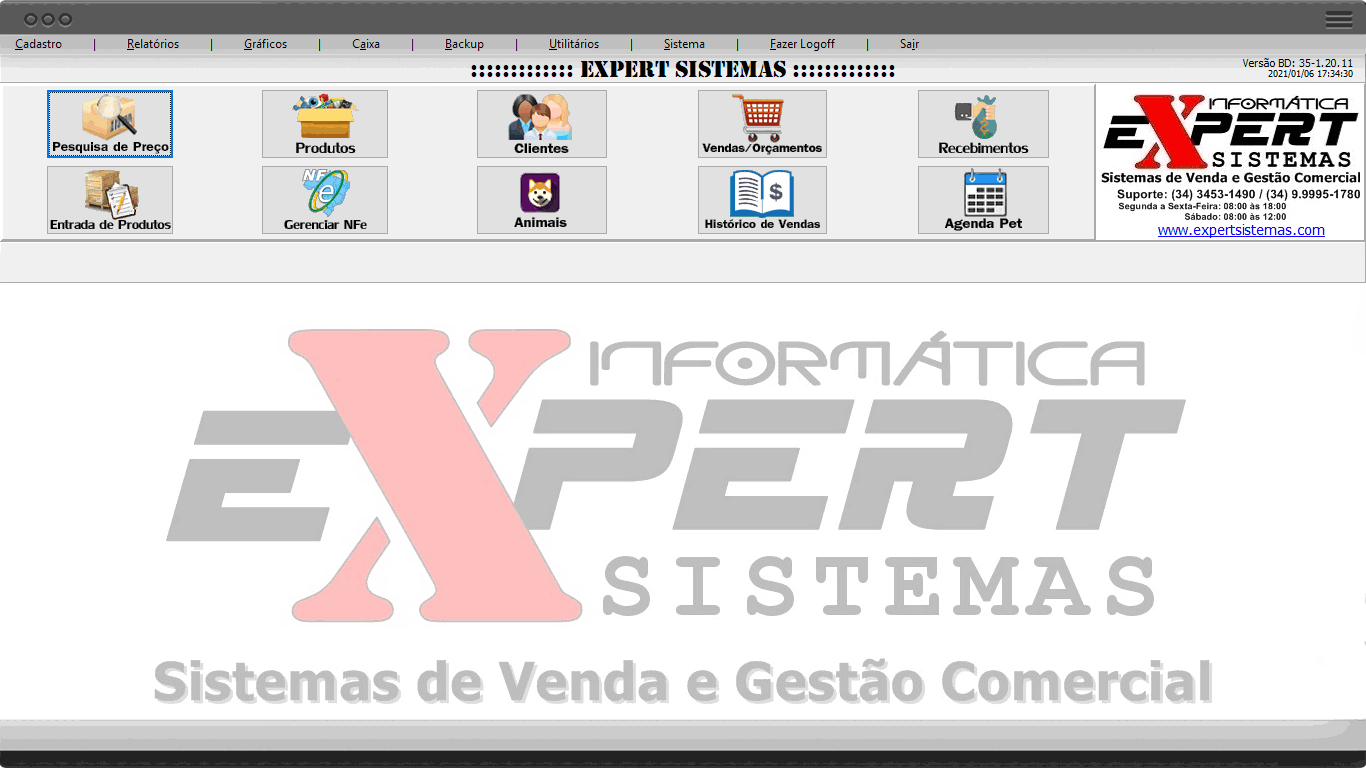 Cadastro | Relatórios | Gráficos | Caixa | Backup | Utilitários | Sistema | Fazer Logoff | Sair
:::::::::::: EXPERT SISTEMAS ::::::::::::
Versão BD: 35-1.20.11
2021/01/06 17:34:30
Pesquisa de Preço
Produtos
Clientes
Vendas/Orçamentos
Recebimentos
NF
e
Entrada de Produtos
Gerenciar NFe
Animais
$
Histórico de Vendas
Agenda Pet
INFORMÁTICA
EXPERT
SISTEMAS
Sistemas de Venda e Gestão Comercial
Suporte: (34) 3453-1490 / (34) 9.9995-1780
Segunda a Sexta-Feira: 08:00 às 18:00
Sábado: 08:00 às 12:00
www.expertsistemas.com
INFORMÁTICA
EXPERT
SISTEMAS
Sistemas de Venda e Gestão Comercial